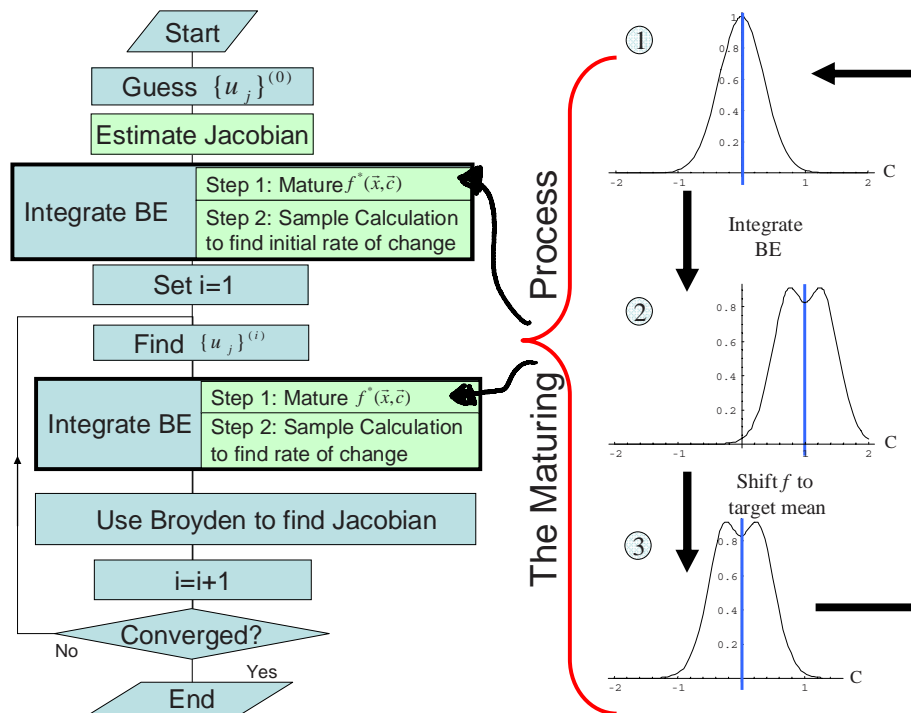 Start
Guess {u_j}^(0)
Estimate Jacobian
Integrate BE
Step 1: Mature f*(x⃗,c⃗)
Step 2: Sample Calculation
to find initial rate of change
Set i=1
Find {u_j}^(i)
Integrate BE
Step 1: Mature f*(x⃗,c⃗)
Step 2: Sample Calculation
to find rate of change
Use Broyden to find Jacobian
i=i+1
Converged?
No
Yes
End
The Maturing Process
1
1
0.8
0.6
0.4
0.2
-2
-1
1
2
C
Integrate
BE
2
0.8
0.6
0.4
0.2
-1
1
2
C
Shift f to
target mean
3
0.8
0.6
0.4
0.2
-2
-1
1
C